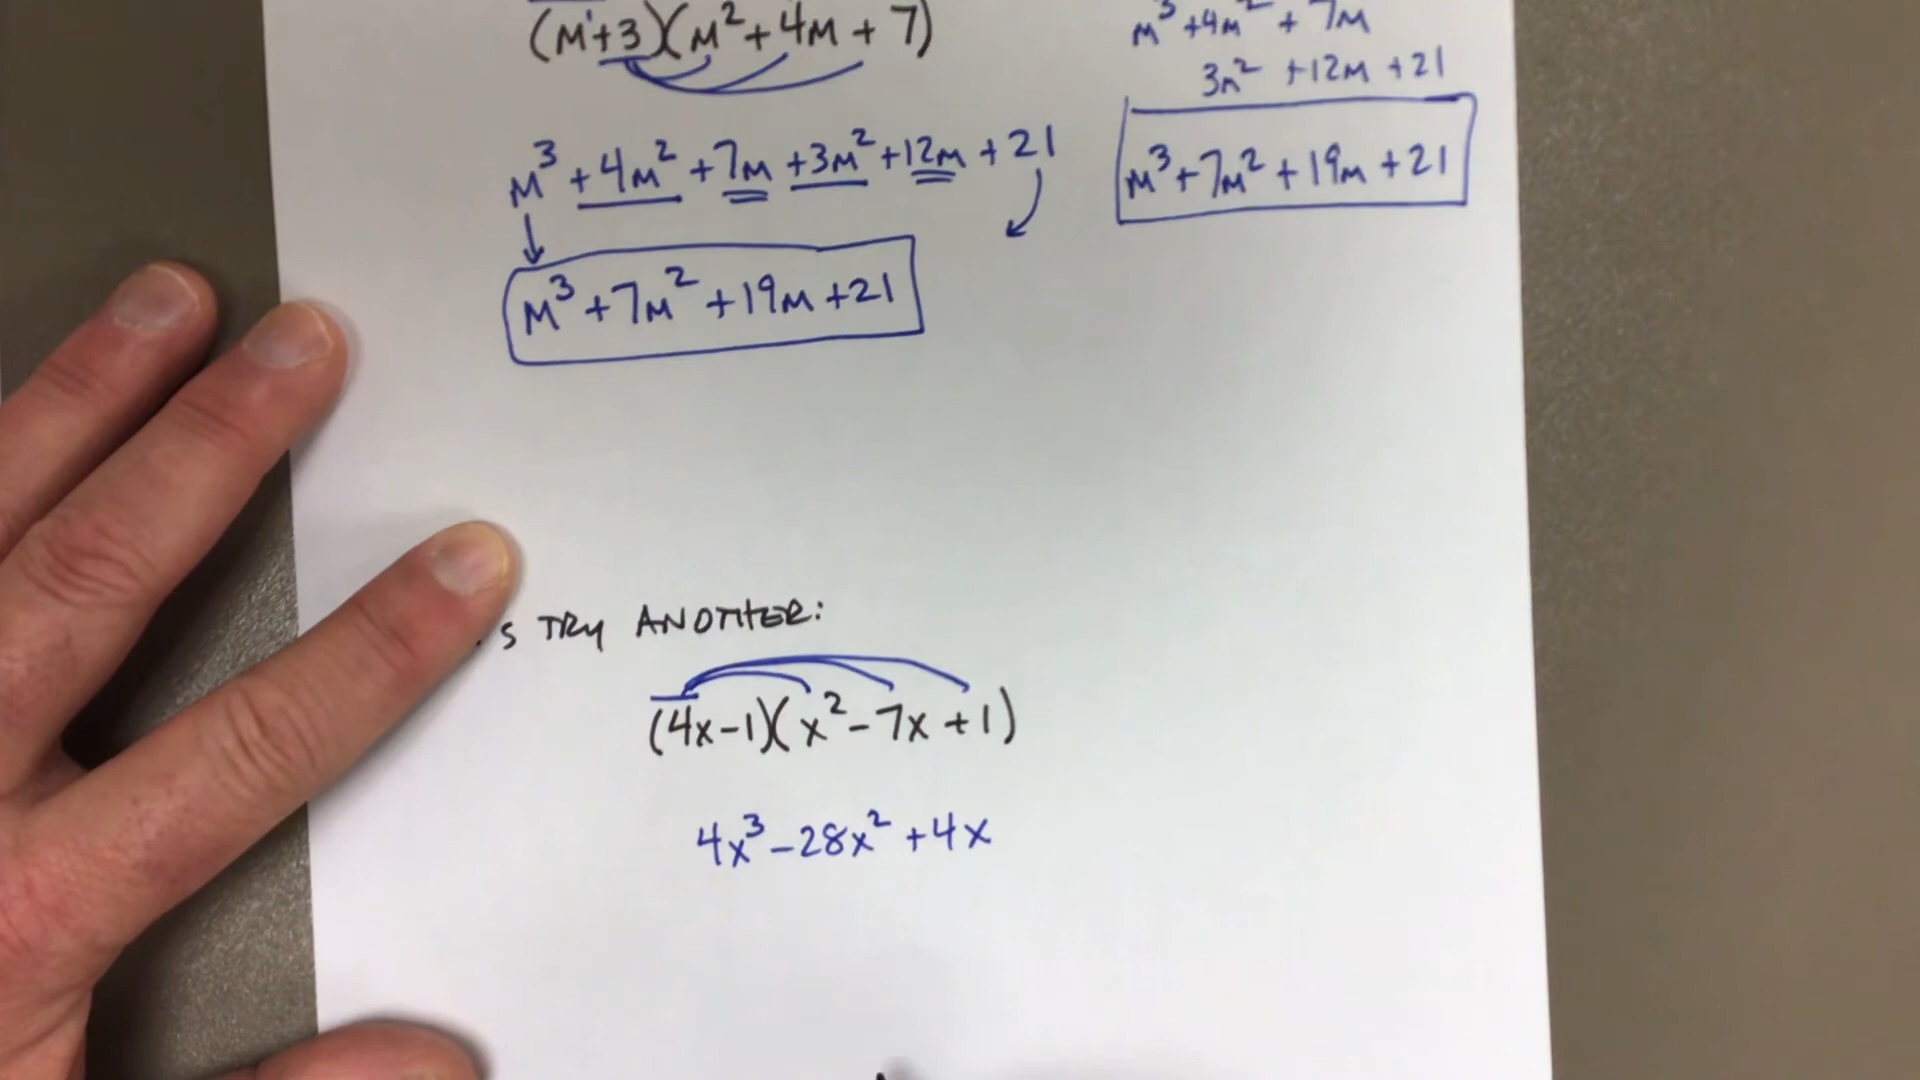 (m+3)(m²+4m+7)
m³+4m²+7m
3m²+12m+21
m³+4m²+7m+3m²+12m+21
m³+7m²+19m+21
m³+7m²+19m+21
s TRY ANOTHER:
(4x-1)(x²-7x+1)
4x³-28x²+4x